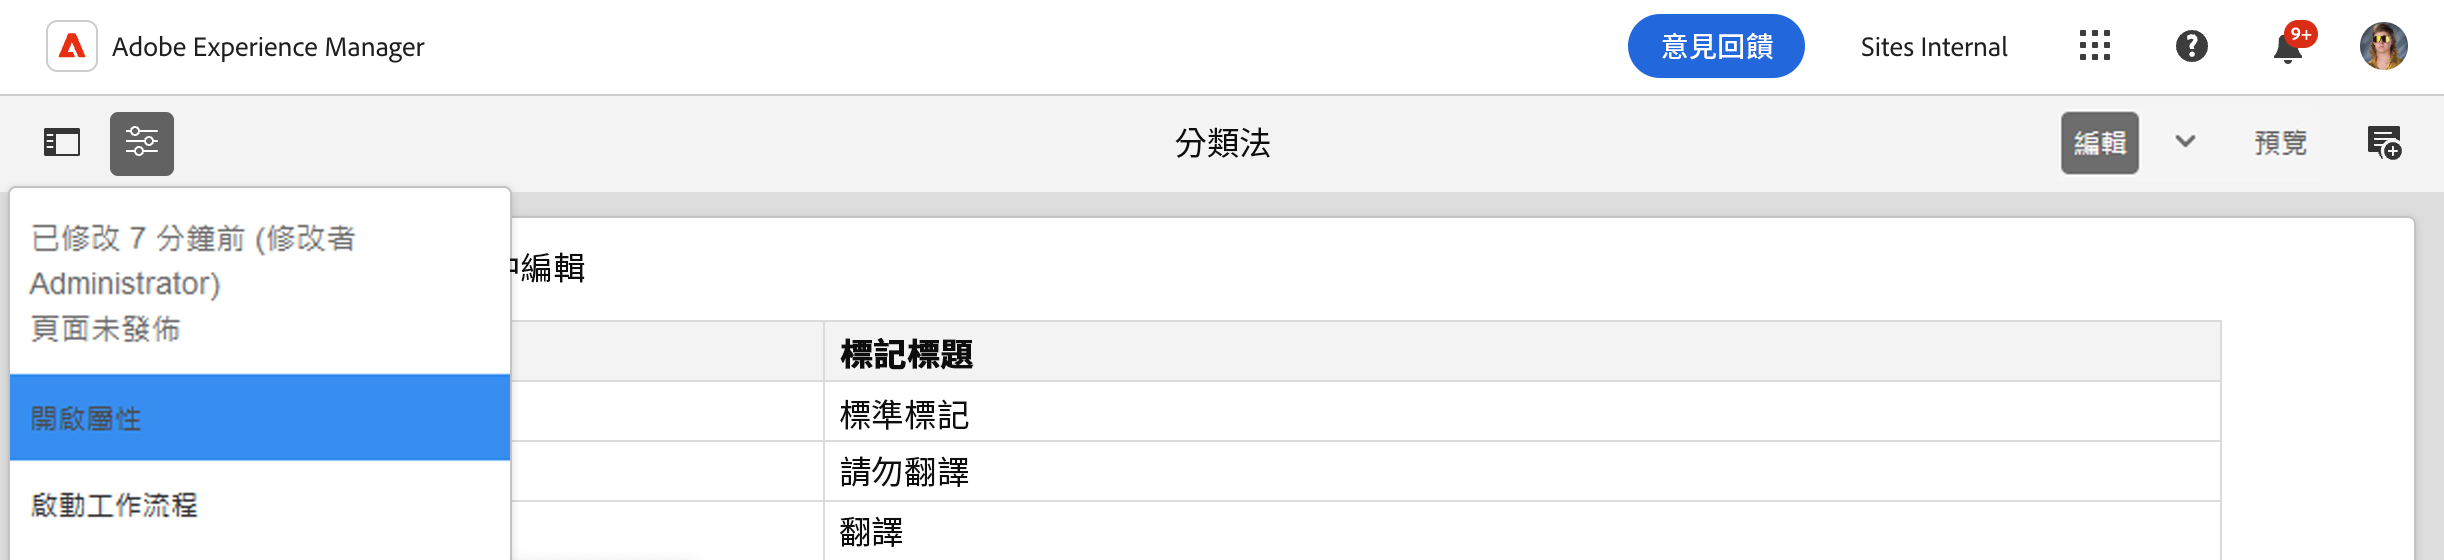 Adobe Experience Manager
意見回饋
Sites Internal
9+
分類法
編輯
預覽
已修改 7 分鐘前 (修改者
Administrator)
頁面未發佈
開啟屬性
啟動工作流程
編輯
標記標題
標準標記
請勿翻譯
翻譯